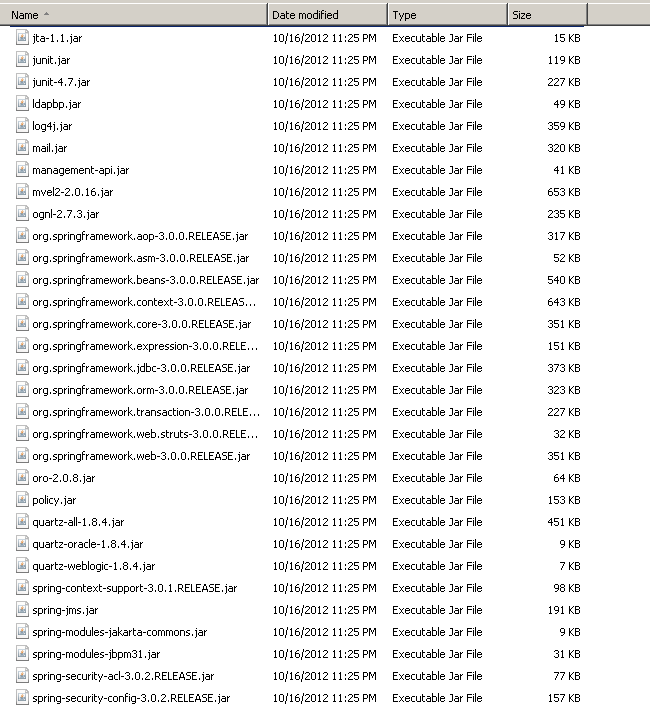 Name Date modified Type Size
jta-1.1.jar 10/16/2012 11:25 PM Executable Jar File 15 KB
junit.jar 10/16/2012 11:25 PM Executable Jar File 119 KB
junit-4.7.jar 10/16/2012 11:25 PM Executable Jar File 227 KB
ldapbp.jar 10/16/2012 11:25 PM Executable Jar File 49 KB
log4j.jar 10/16/2012 11:25 PM Executable Jar File 359 KB
mail.jar 10/16/2012 11:25 PM Executable Jar File 320 KB
management-api.jar 10/16/2012 11:25 PM Executable Jar File 41 KB
mvel2-2.0.16.jar 10/16/2012 11:25 PM Executable Jar File 653 KB
ognl-2.7.3.jar 10/16/2012 11:25 PM Executable Jar File 235 KB
org.springframework.aop-3.0.0.RELEASE.jar 10/16/2012 11:25 PM Executable Jar File 317 KB
org.springframework.asm-3.0.0.RELEASE.jar 10/16/2012 11:25 PM Executable Jar File 52 KB
org.springframework.beans-3.0.0.RELEASE.jar 10/16/2012 11:25 PM Executable Jar File 540 KB
org.springframework.context-3.0.0.RELEAS... 10/16/2012 11:25 PM Executable Jar File 643 KB
org.springframework.core-3.0.0.RELEASE.jar 10/16/2012 11:25 PM Executable Jar File 351 KB
org.springframework.expression-3.0.0.RELE... 10/16/2012 11:25 PM Executable Jar File 151 KB
org.springframework.jdbc-3.0.0.RELEASE.jar 10/16/2012 11:25 PM Executable Jar File 373 KB
org.springframework.orm-3.0.0.RELEASE.jar 10/16/2012 11:25 PM Executable Jar File 323 KB
org.springframework.transaction-3.0.0.RELE... 10/16/2012 11:25 PM Executable Jar File 227 KB
org.springframework.web.struts-3.0.0.RELE... 10/16/2012 11:25 PM Executable Jar File 32 KB
org.springframework.web-3.0.0.RELEASE.jar 10/16/2012 11:25 PM Executable Jar File 351 KB
oro-2.0.8.jar 10/16/2012 11:25 PM Executable Jar File 64 KB
policy.jar 10/16/2012 11:25 PM Executable Jar File 153 KB
quartz-all-1.8.4.jar 10/16/2012 11:25 PM Executable Jar File 451 KB
quartz-oracle-1.8.4.jar 10/16/2012 11:25 PM Executable Jar File 9 KB
quartz-weblogic-1.8.4.jar 10/16/2012 11:25 PM Executable Jar File 7 KB
spring-context-support-3.0.1.RELEASE.jar 10/16/2012 11:25 PM Executable Jar File 98 KB
spring-jms.jar 10/16/2012 11:25 PM Executable Jar File 191 KB
spring-modules-jakarta-commons.jar 10/16/2012 11:25 PM Executable Jar File 9 KB
spring-modules-jbpm31.jar 10/16/2012 11:25 PM Executable Jar File 31 KB
spring-security-acl-3.0.2.RELEASE.jar 10/16/2012 11:25 PM Executable Jar File 77 KB
spring-security-config-3.0.2.RELEASE.jar 10/16/2012 11:25 PM Executable Jar File 157 KB